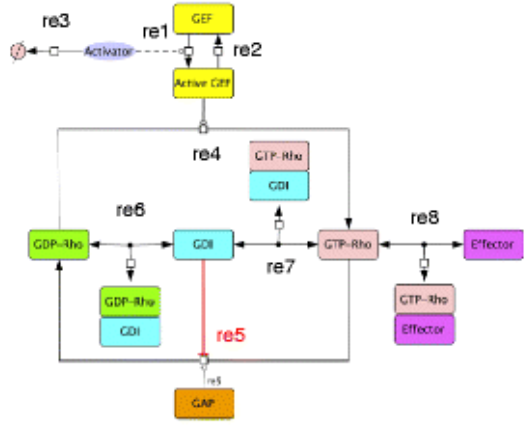 GEF
re3
re1
re2
Activator
Active GEF
re4
GTP-Rho
GDI
re6
re8
GDP-Rho
GDI
GTP-Rho
Effector
re7
GDP-Rho
GDI
GTP-Rho
Effector
re5
re5
GAP